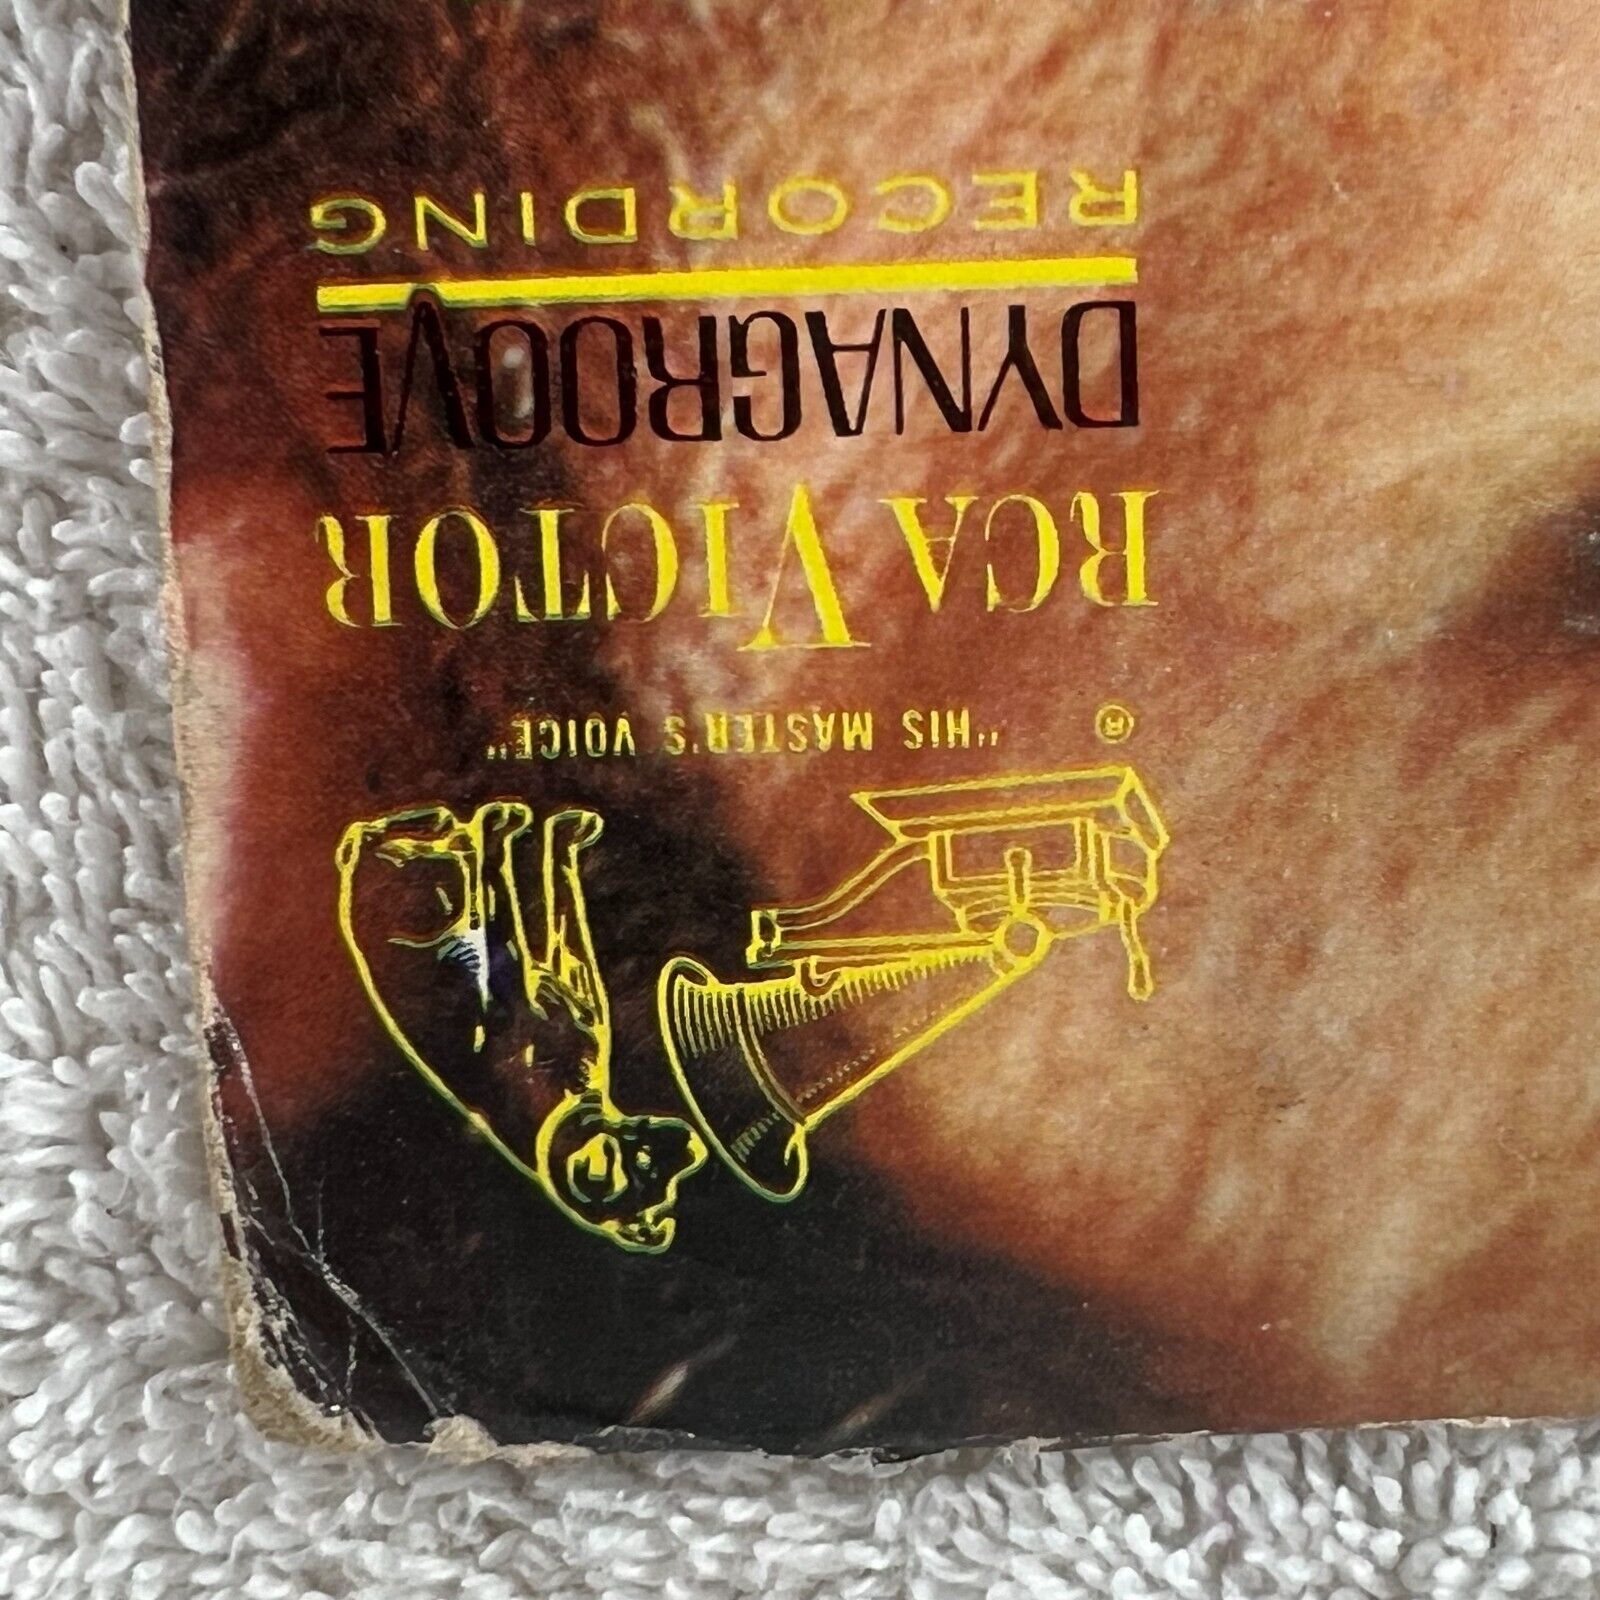 "HIS MASTER'S VOICE" ®
RCA VICTOR
DYNAGROOVE
RECORDING